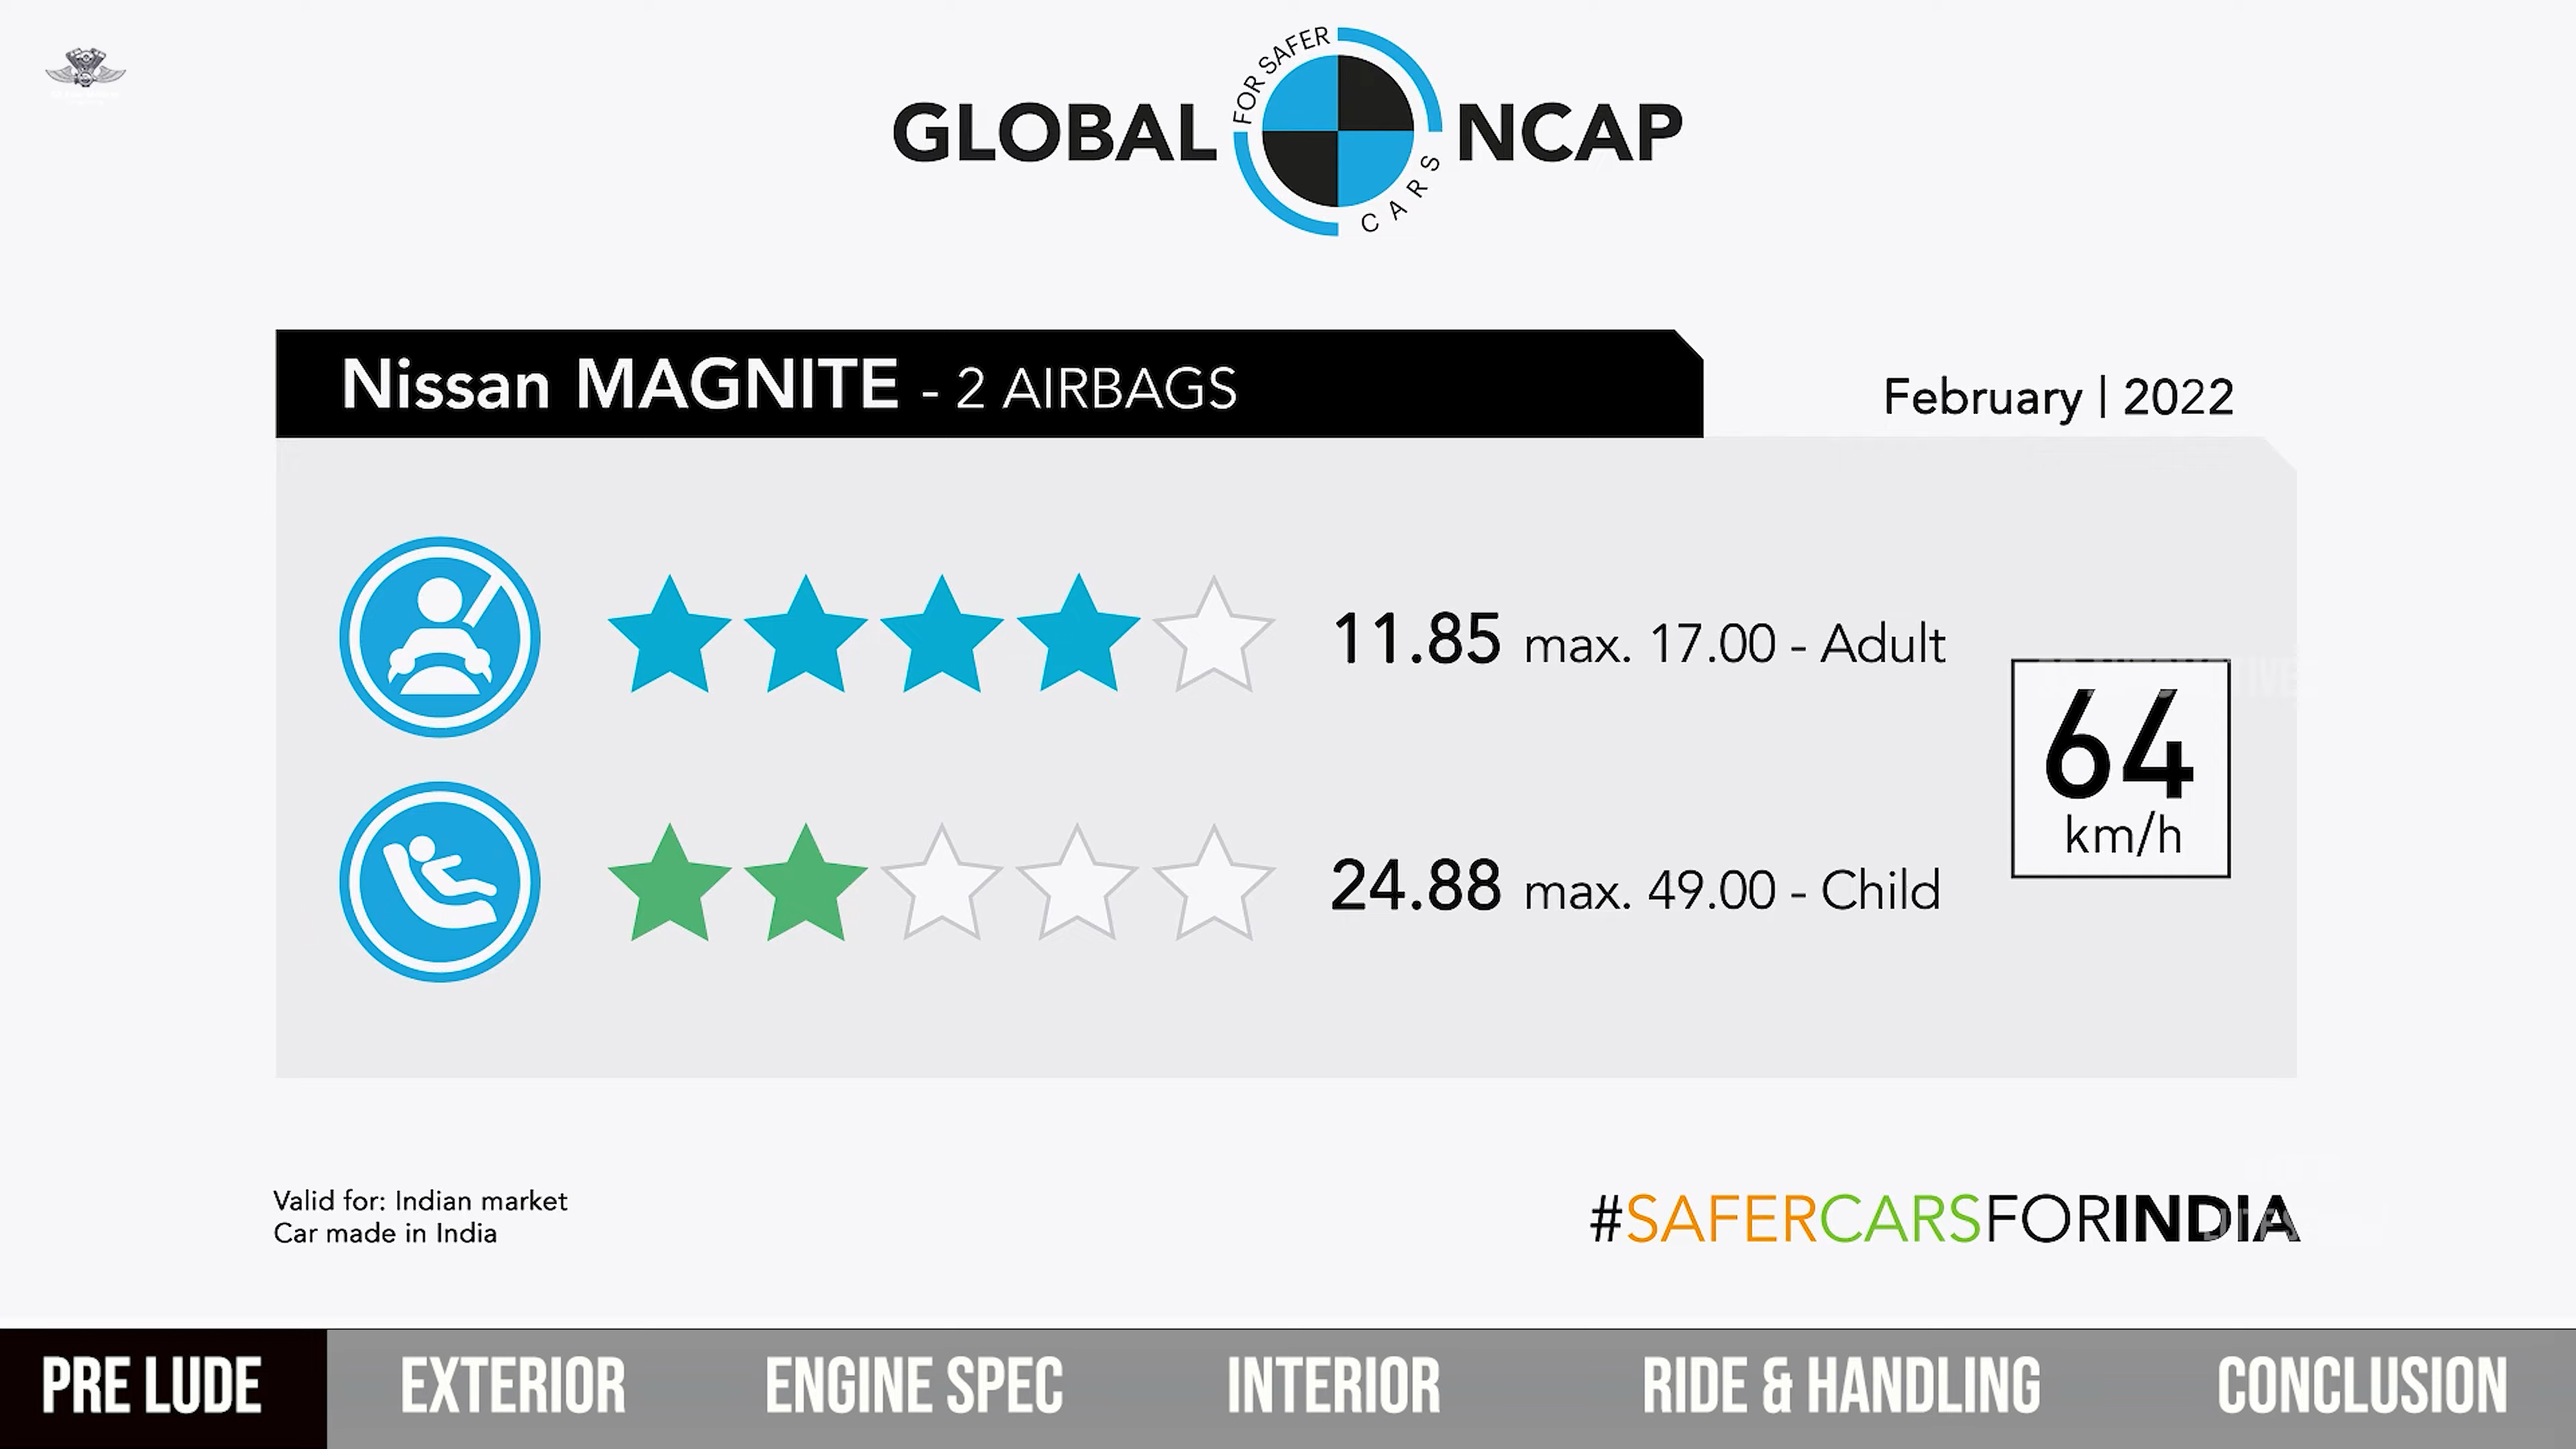 FOR SAFER
GLOBAL NCAP
CARS
Nissan MAGNITE - 2 AIRBAGS
February | 2022
11.85 max. 17.00 - Adult
64
km/h
24.88 max. 49.00 - Child
Valid for: Indian market
Car made in India
#SAFERCARSFORINDIA
PRE LUDE EXTERIOR ENGINE SPEC INTERIOR RIDE & HANDLING CONCLUSION